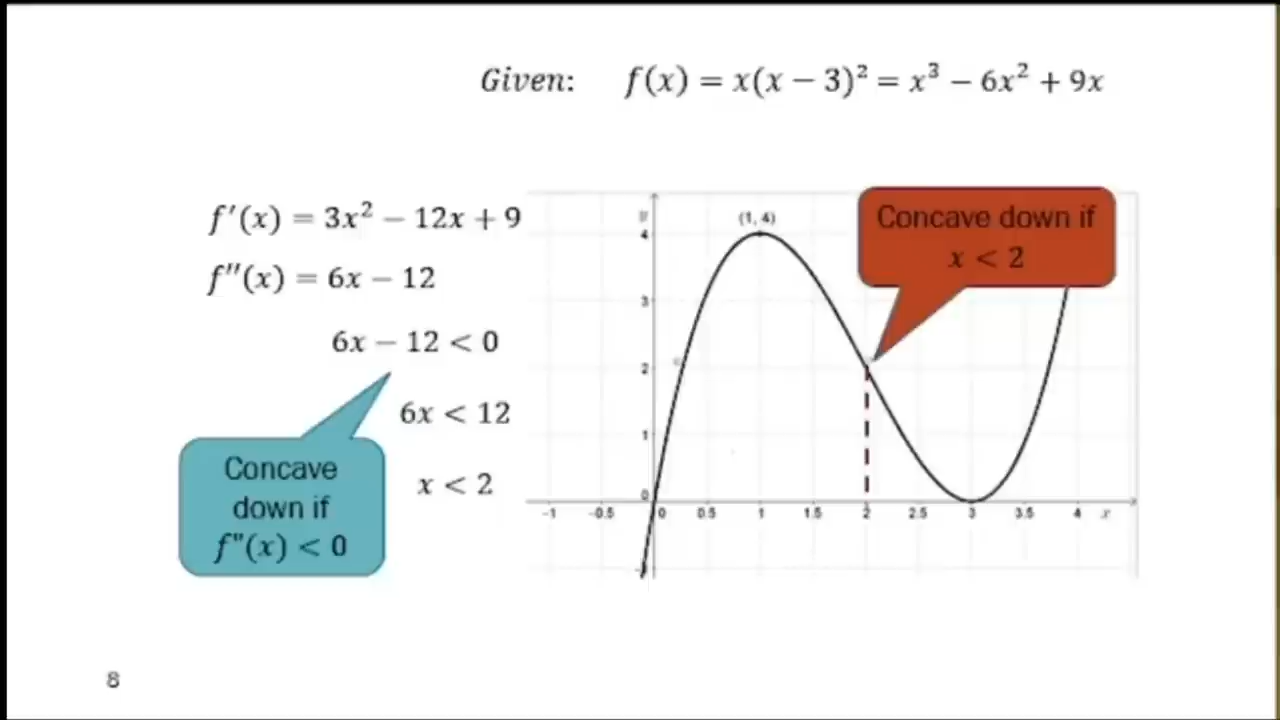 Given: f(x) = x(x − 3)² = x³ − 6x² + 9x
f′(x) = 3x² − 12x + 9
f″(x) = 6x − 12
6x − 12 < 0
6x < 12
x < 2
Concave
down if
f"(x) < 0
Concave down if
x < 2
(1, 4)
4
3
2
1
0
-1 -0.5 0 0.5 1 1.5 2 2.5 3 3.5 4 x
8